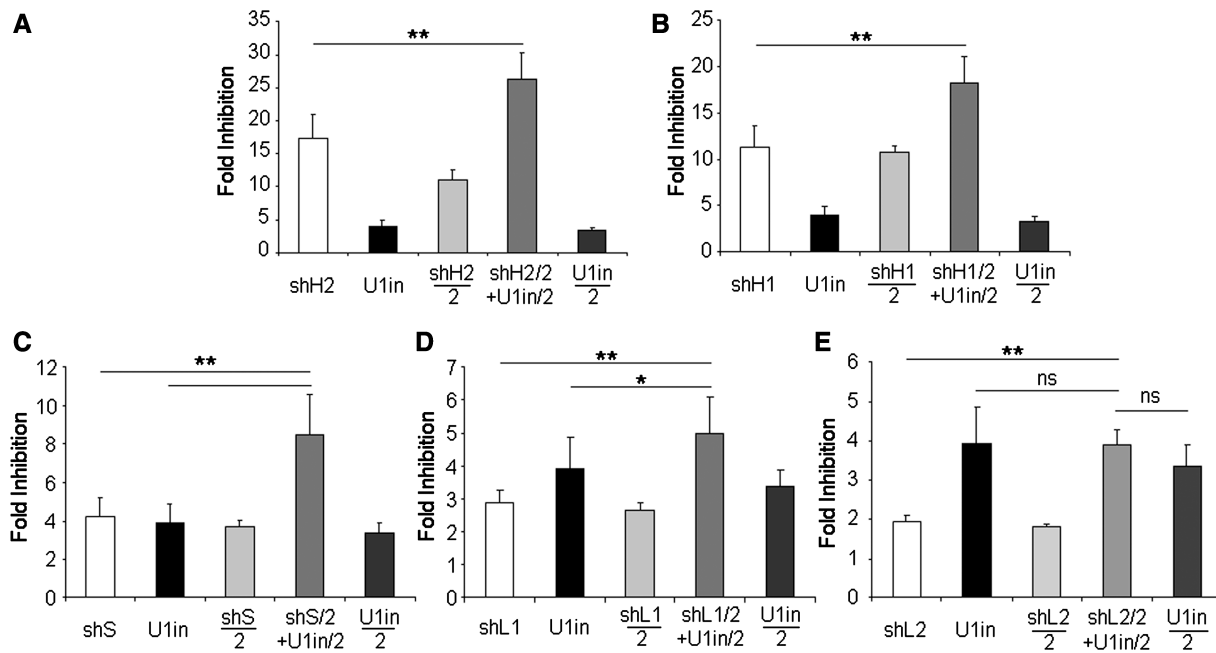 A
Fold Inhibition
35
30
25
20
15
10
5
0
**
shH2
U1in
shH2
2
shH2/2
+U1in/2
U1in
2
B
Fold Inhibition
25
20
15
10
5
0
**
shH1
U1in
shH1
2
shH1/2
+U1in/2
U1in
2
C
Fold Inhibition
12
10
8
6
4
2
0
**
shS
U1in
shS
2
shS/2
+U1in/2
U1in
2
D
Fold Inhibition
7
6
5
4
3
2
1
0
**
*
shL1
U1in
shL1
2
shL1/2
+U1in/2
U1in
2
E
Fold Inhibition
6
5
4
3
2
1
0
**
ns
ns
shL2
U1in
shL2
2
shL2/2
+U1in/2
U1in
2